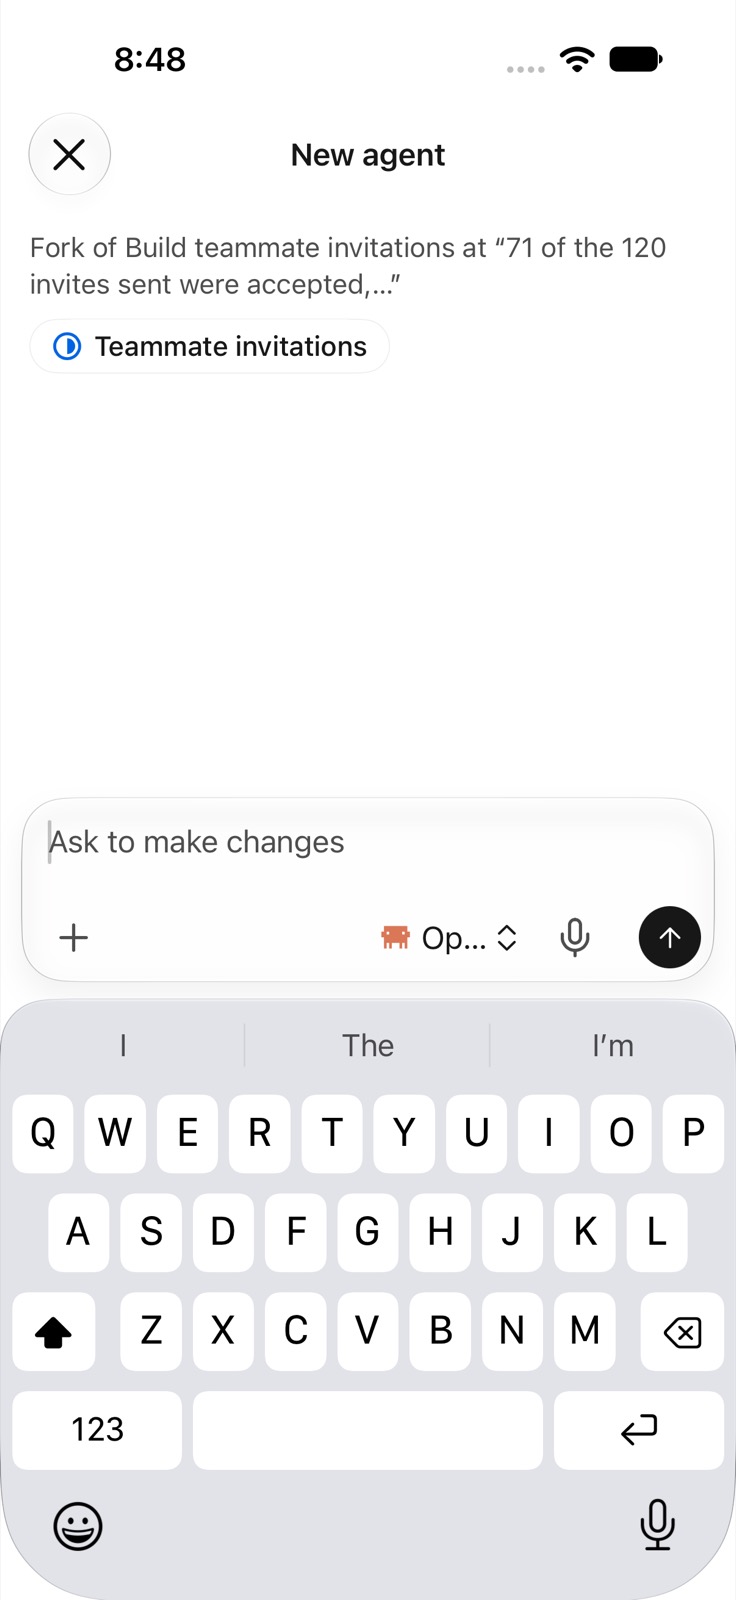 8:48
New agent
Fork of Build teammate invitations at “71 of the 120
invites sent were accepted,...”
Teammate invitations
Ask to make changes
Op...
I The I’m
Q W E R T Y U I O P
A S D F G H J K L
Z X C V B N M
123